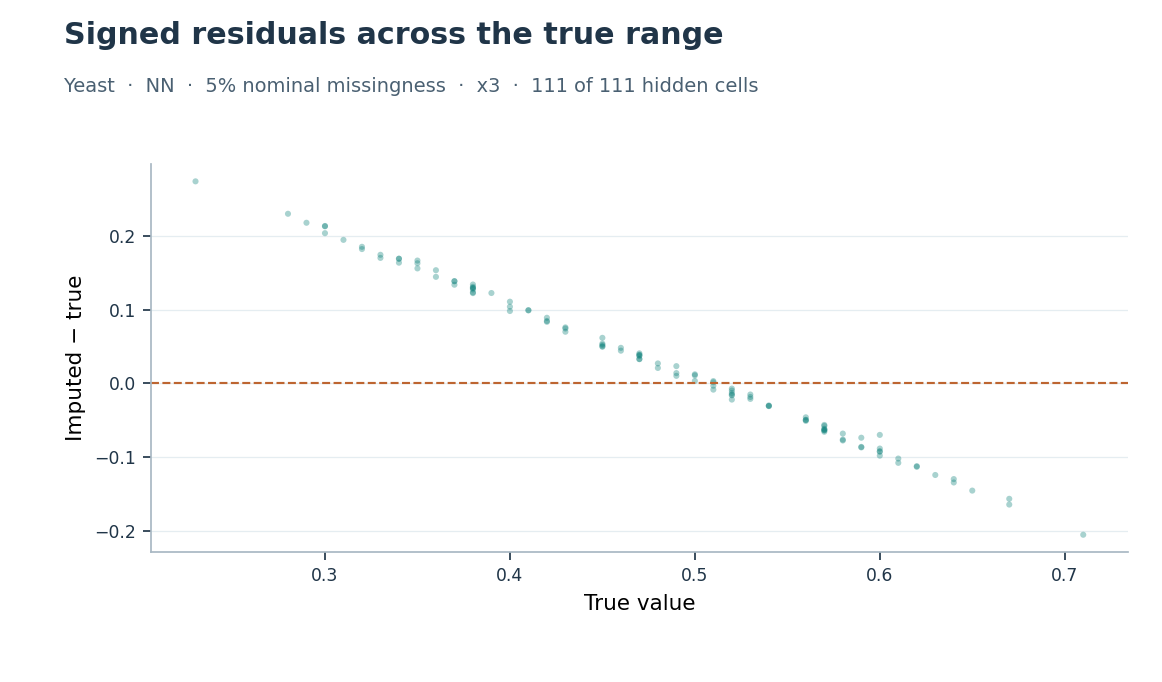 Signed residuals across the true range
Yeast · NN · 5% nominal missingness · x3 · 111 of 111 hidden cells
Imputed − true
0.2
0.1
0.0
−0.1
−0.2
0.3 0.4 0.5 0.6 0.7
True value